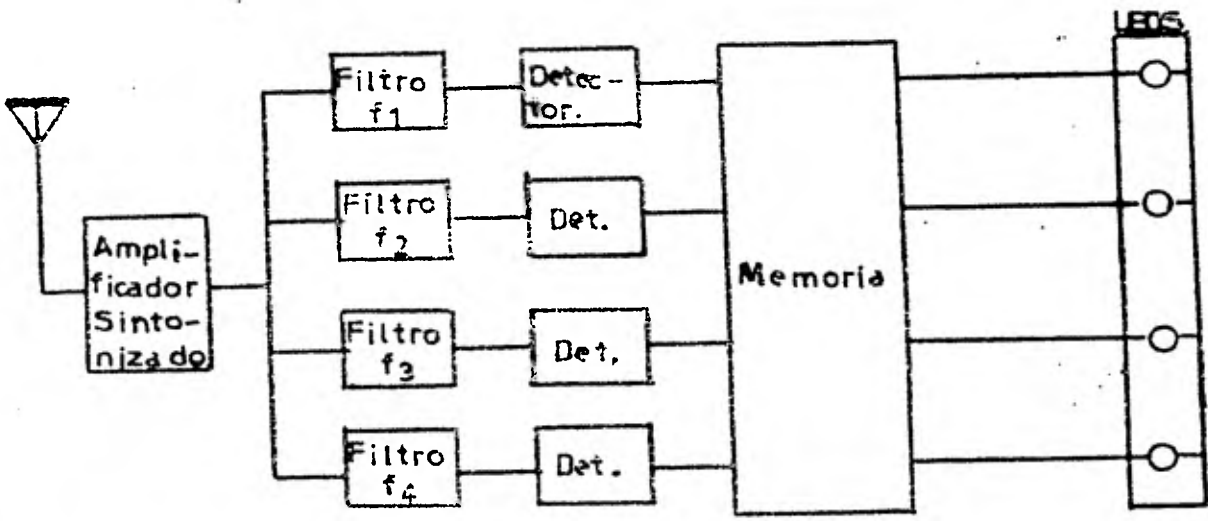 LEDS
Filtro
f1
Detec-
tor.
Filtro
f2
Det.
Ampli-
ficador
Sinto-
nizado
Memoria
Filtro
f3
Det.
Filtro
f4
Det.